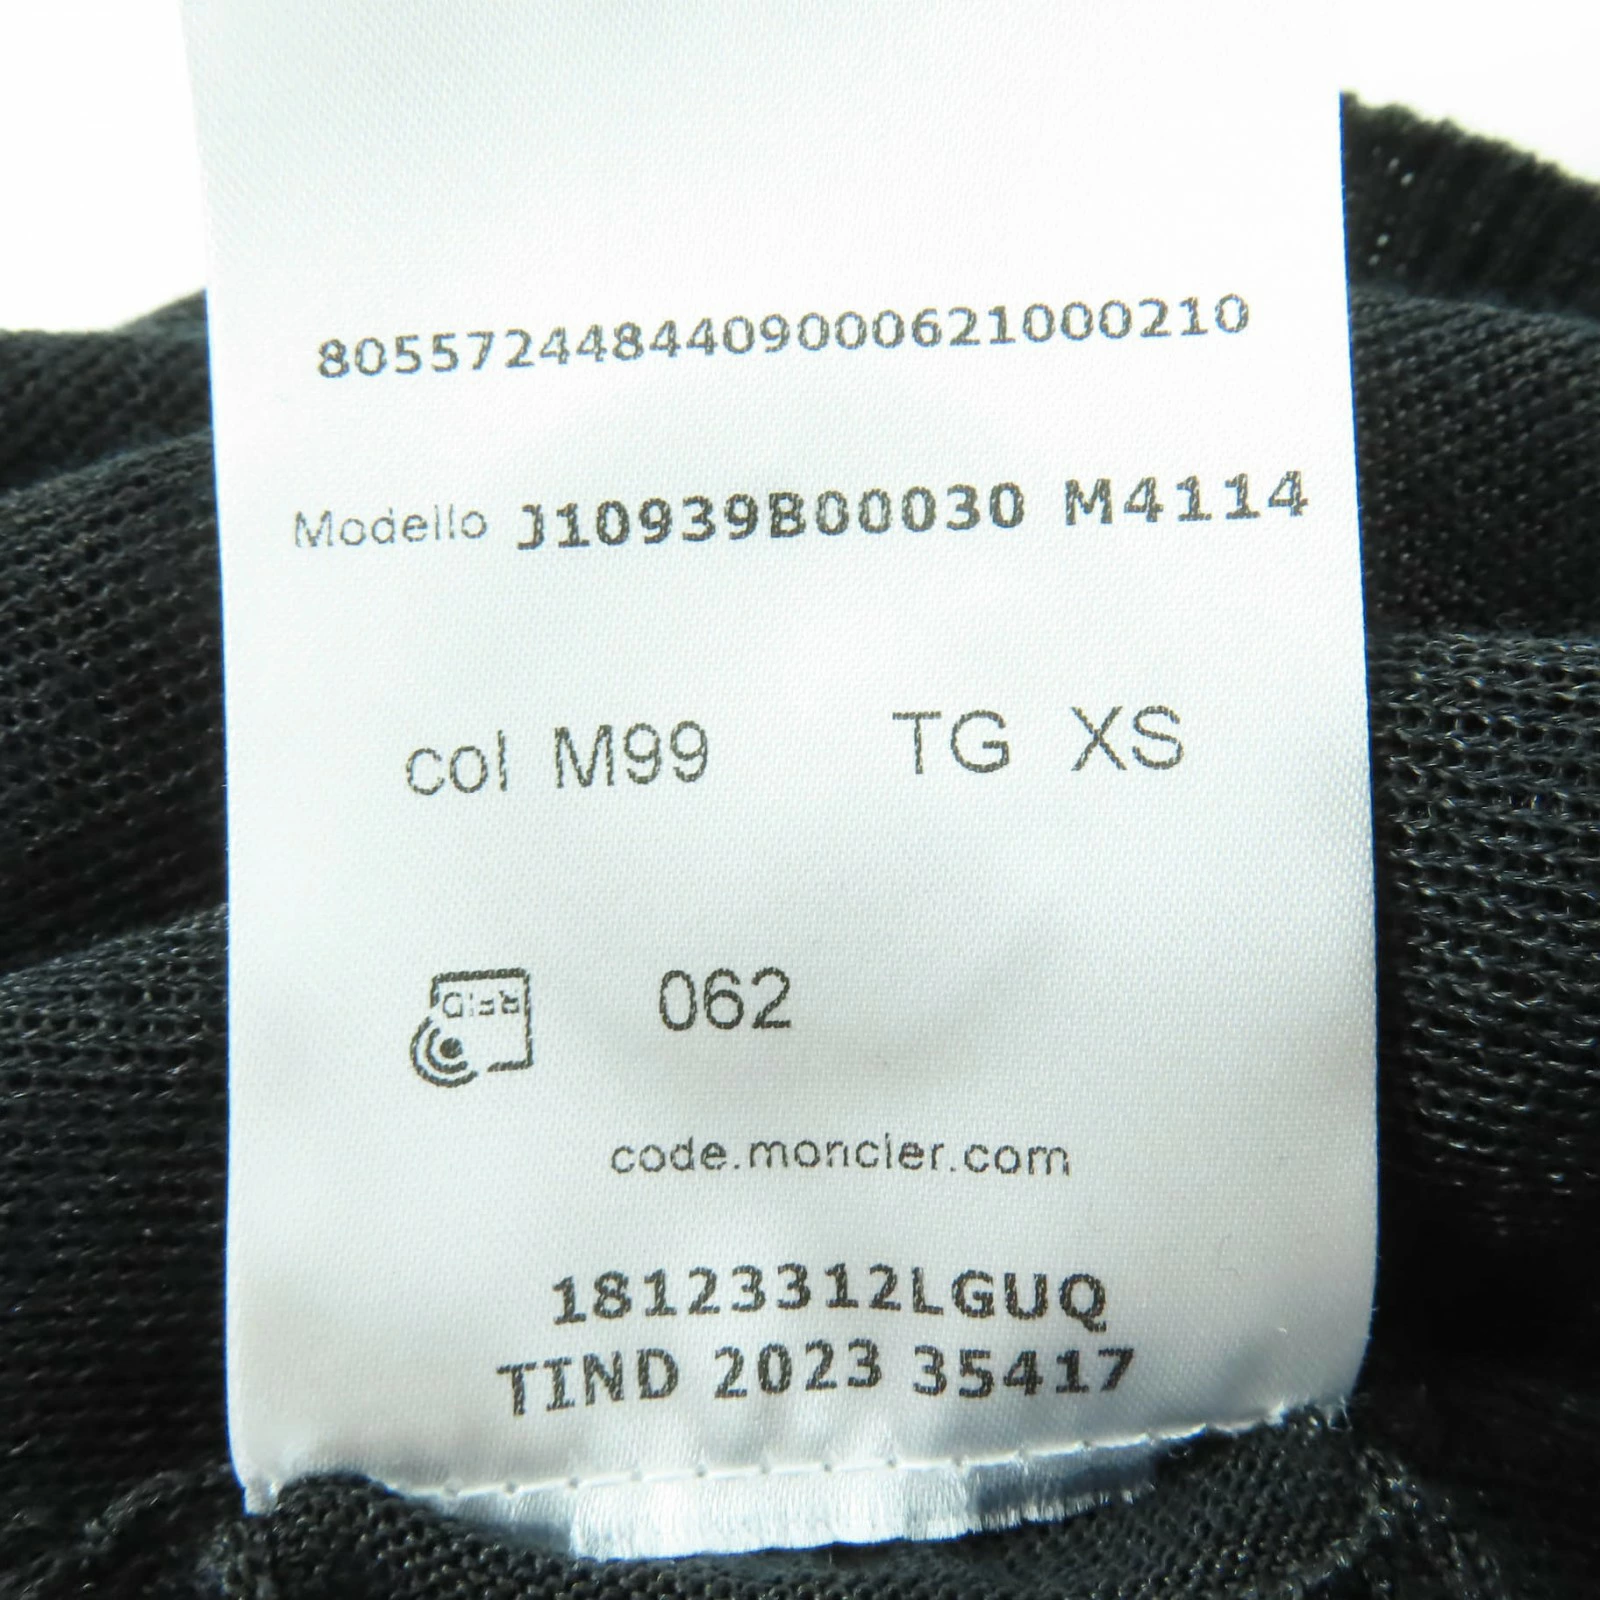 8055724484409000621000210
Modello J10939B00030 M4114
col M99 TG XS
RFID 062
code.moncler.com
18123312LGUQ
TIND 2023 35417